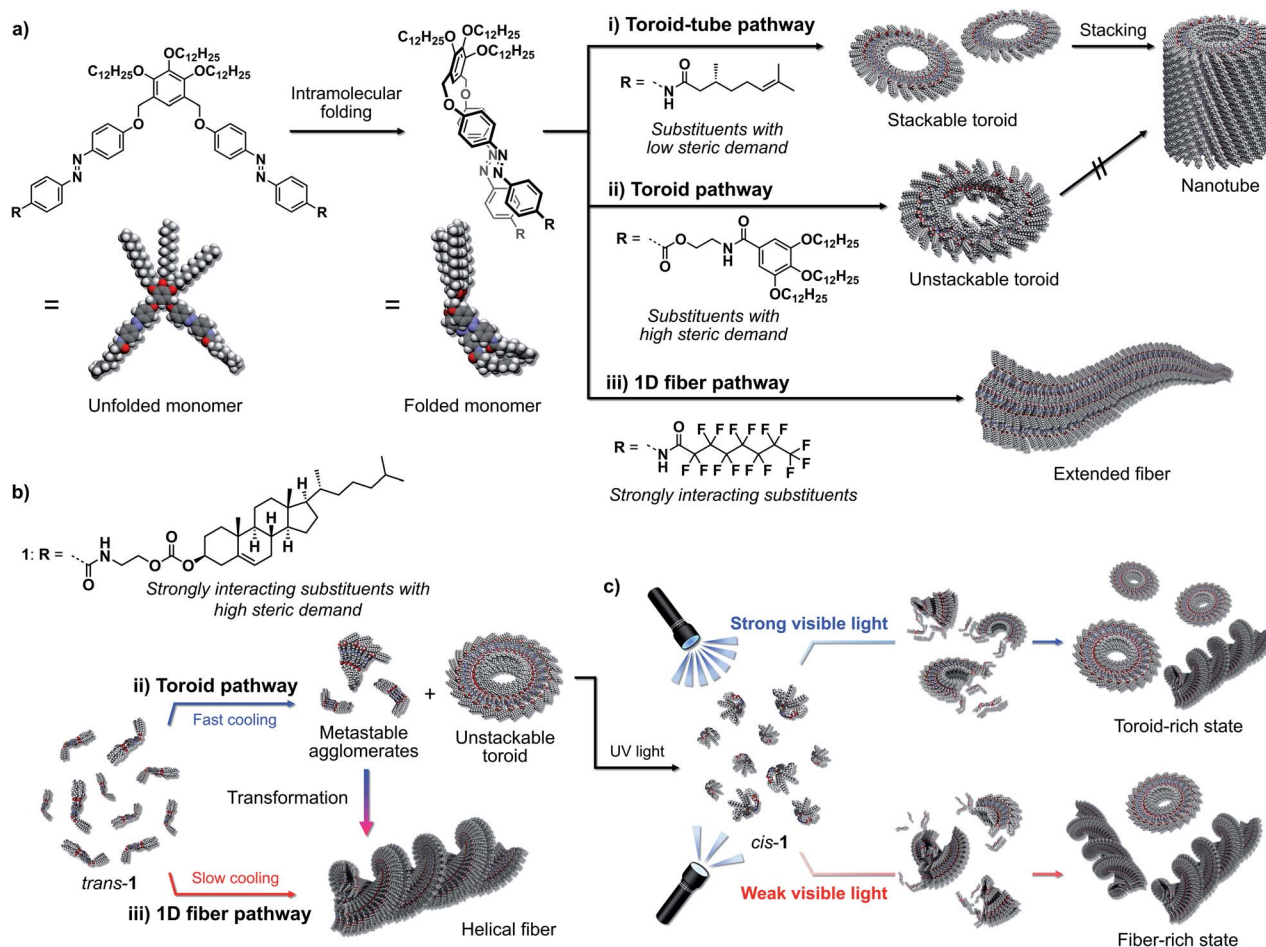 a)
OC12H25
C12H25O OC12H25
O O
N N
N N
R R
=
Unfolded monomer
Intramolecular
folding
OC12H25
C12H25O OC12H25
O
O
N N
N N
R
R
=
Folded monomer
i) Toroid-tube pathway
R = N H O
Substituents with
low steric demand
Stackable toroid
Stacking
Nanotube
ii) Toroid pathway
R = O O N H O OC12H25
OC12H25
OC12H25
Substituents with
high steric demand
Unstackable toroid
iii) 1D fiber pathway
R = N H O F F F F F F F F F F F F F F F
Strongly interacting substituents
Extended fiber
b)
1: R = O H N O O O H H H H
Strongly interacting substituents with
high steric demand
ii) Toroid pathway
Fast cooling
Metastable
agglomerates
+
Unstackable
toroid
Transformation
trans-1
Slow cooling
iii) 1D fiber pathway
Helical fiber
UV light
c)
Strong visible light
Toroid-rich state
cis-1
Weak visible light
Fiber-rich state